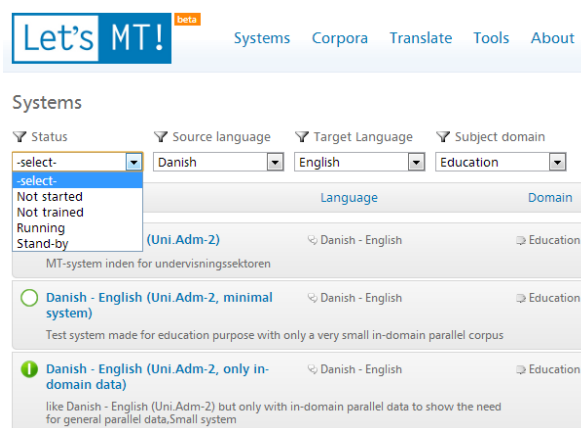 Let's MT! beta
Systems Corpora Translate Tools About
Systems
Status Source language Target Language Subject domain
-select- Danish English Education
-select-
Not started
Not trained
Running
Stand-by
Language Domain
(Uni.Adm-2) Danish - English Education
MT-system inden for undervisningssektoren
Danish - English (Uni.Adm-2, minimal Danish - English Education
system)
Test system made for education purpose with only a very small in-domain parallel corpus
Danish - English (Uni.Adm-2, only in- Danish - English Education
domain data)
like Danish - English (Uni.Adm-2) but only with in-domain parallel data to show the need
for general parallel data,Small system